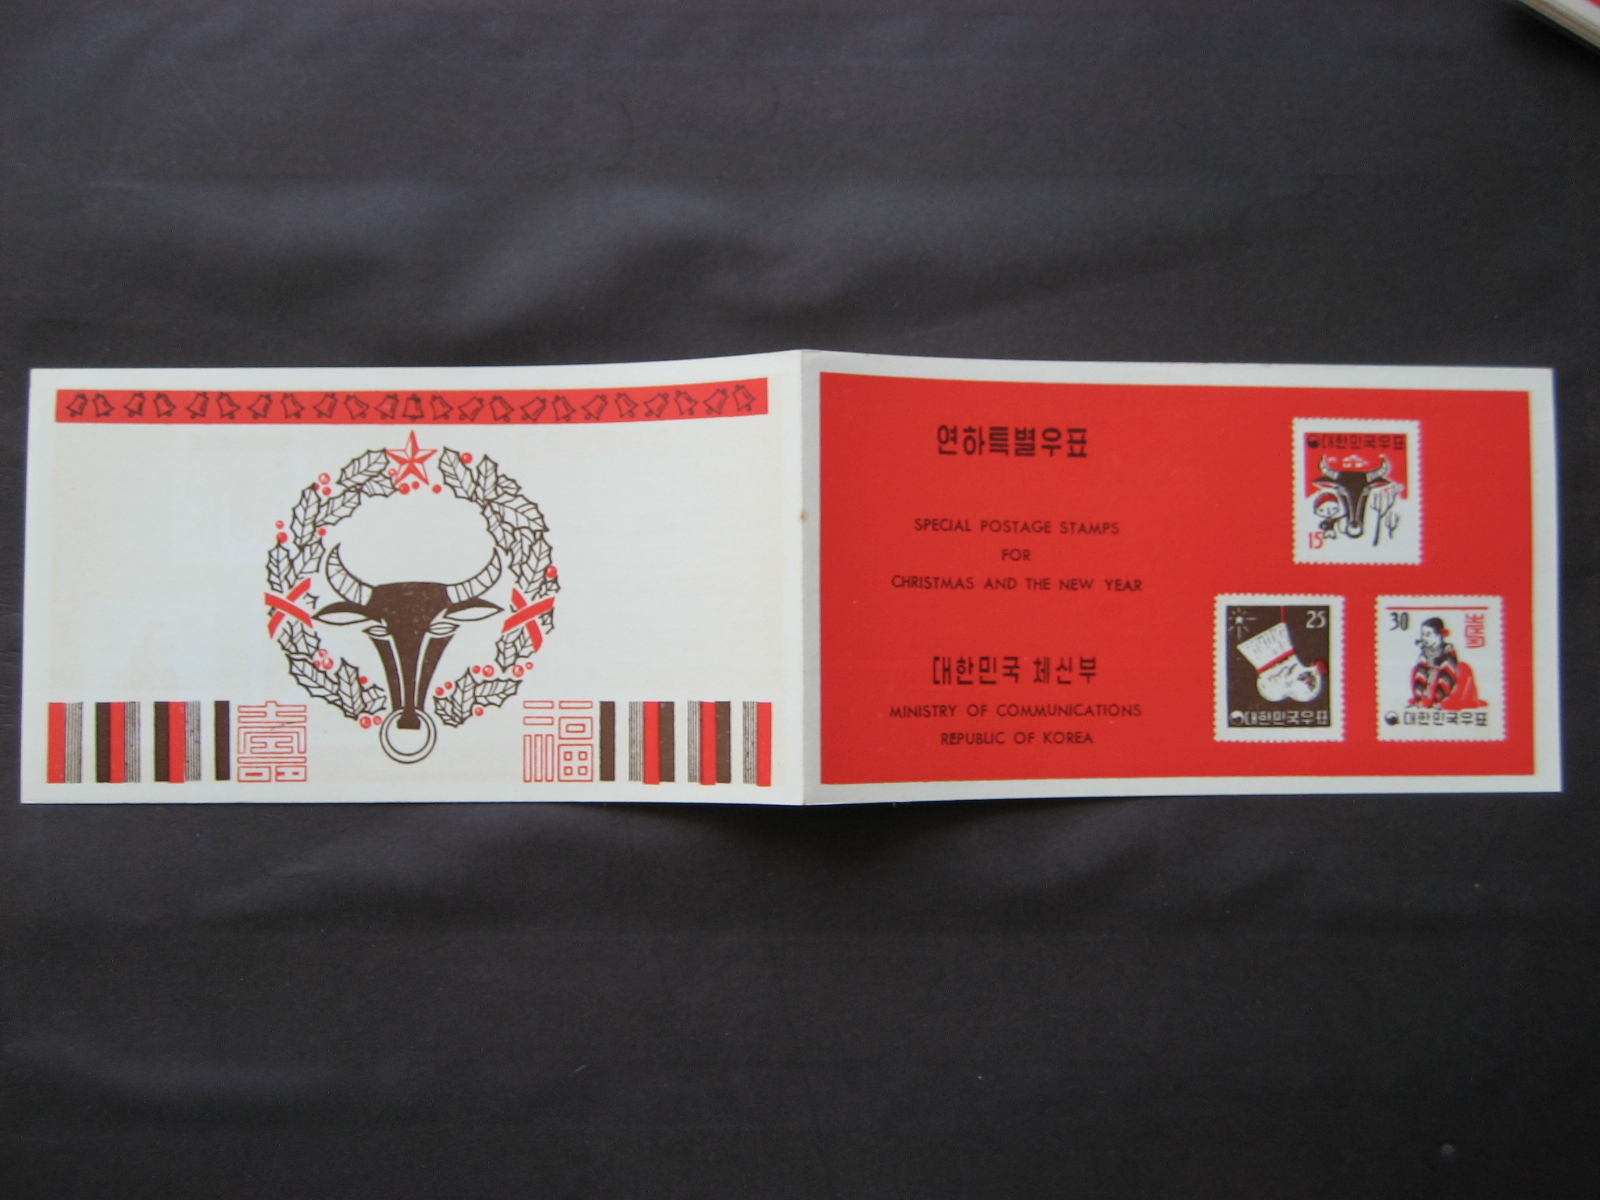 壽
福
연하특별우표
SPECIAL POSTAGE STAMPS
FOR
CHRISTMAS AND THE NEW YEAR
대한민국 체신부
MINISTRY OF COMMUNICATIONS
REPUBLIC OF KOREA
대한민국우표
15
25
대한민국우표
30
대한민국우표